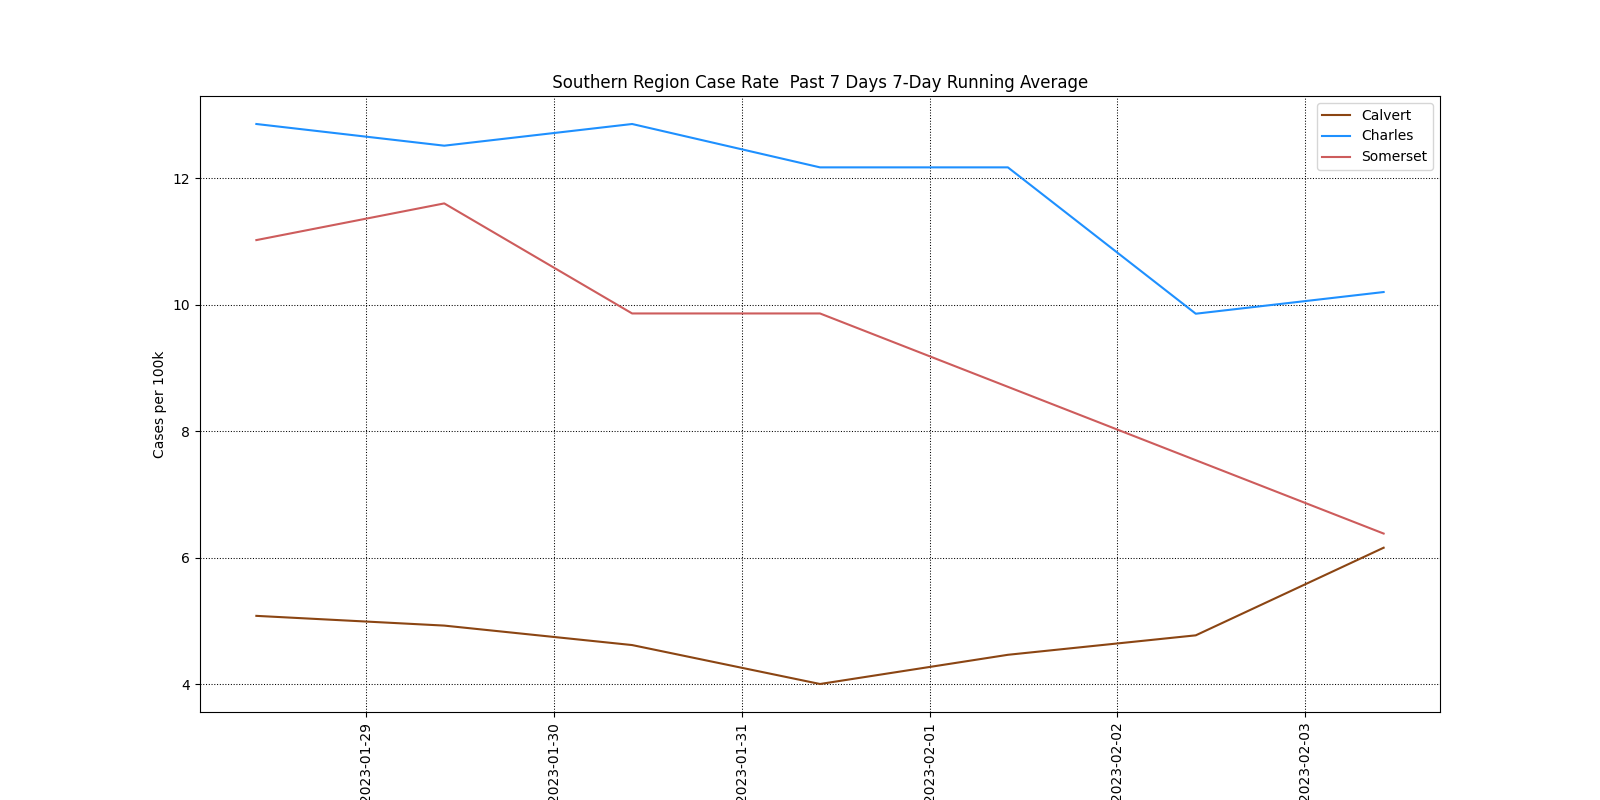 Southern Region Case Rate  Past 7 Days 7-Day Running Average
Calvert
Charles
Somerset
Cases per 100k
12
10
8
6
4
2023-01-29
2023-01-30
2023-01-31
2023-02-01
2023-02-02
2023-02-03